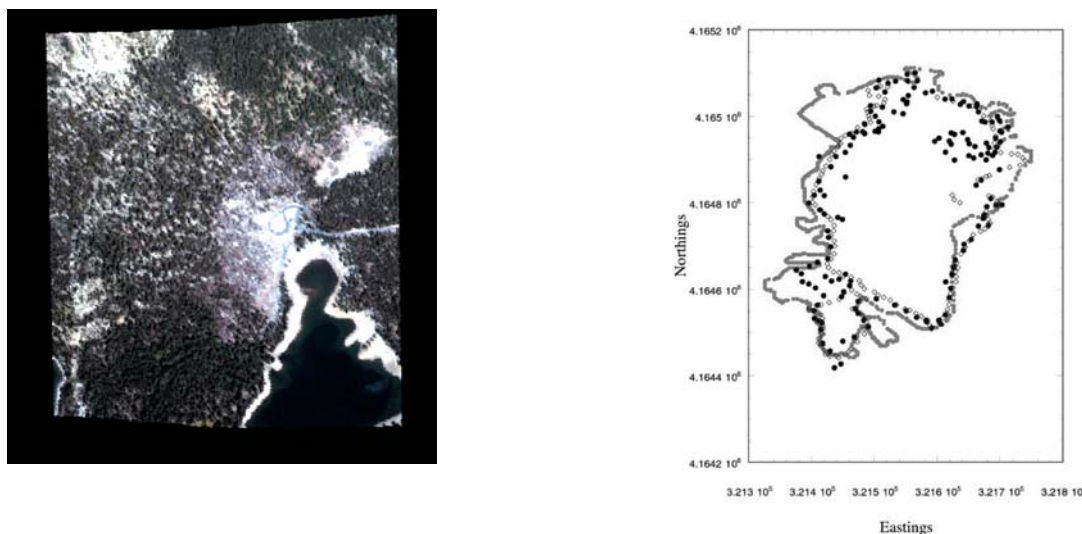 4.1652 10⁶
4.165 10⁶
4.1648 10⁶
4.1646 10⁶
4.1644 10⁶
4.1642 10⁶
Northings
3.213 10⁵ 3.214 10⁵ 3.215 10⁵ 3.216 10⁵ 3.217 10⁵ 3.218 10⁵
Eastings